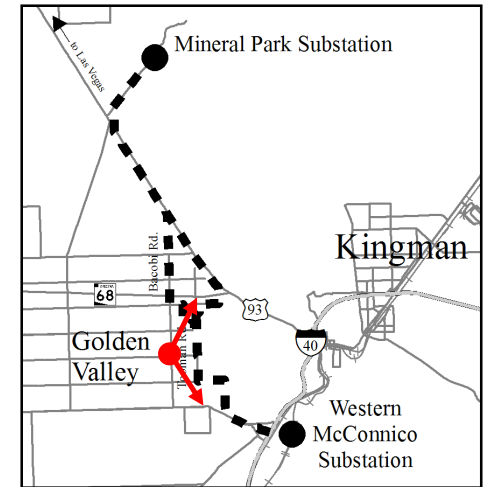 Mineral Park Substation
to Las Vegas
Bacobi Rd.
Kingman
68
93
40
Golden
Valley
Western
McConnico
Substation